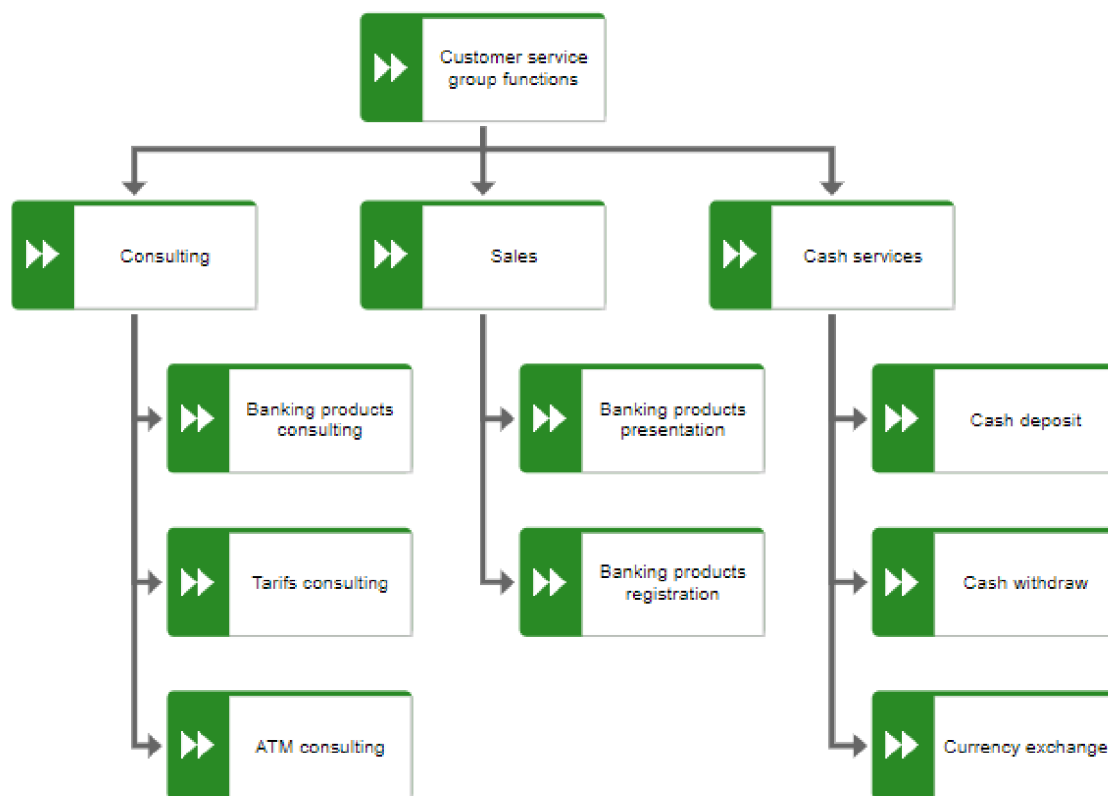 Customer service
group functions
Consulting
Sales
Cash services
Banking products
consulting
Banking products
presentation
Cash deposit
Tarifs consulting
Banking products
registration
Cash withdraw
ATM consulting
Currency exchange